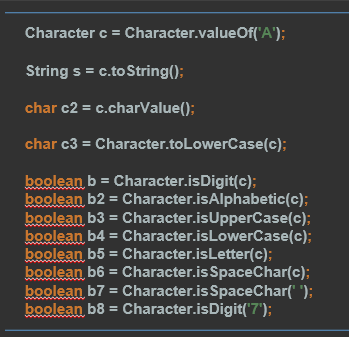 Character c = Character.valueOf('A');
String s = c.toString();
char c2 = c.charValue();
char c3 = Character.toLowerCase(c);
boolean b = Character.isDigit(c);
boolean b2 = Character.isAlphabetic(c);
boolean b3 = Character.isUpperCase(c);
boolean b4 = Character.isLowerCase(c);
boolean b5 = Character.isLetter(c);
boolean b6 = Character.isSpaceChar(c);
boolean b7 = Character.isSpaceChar(' ');
boolean b8 = Character.isDigit('7');